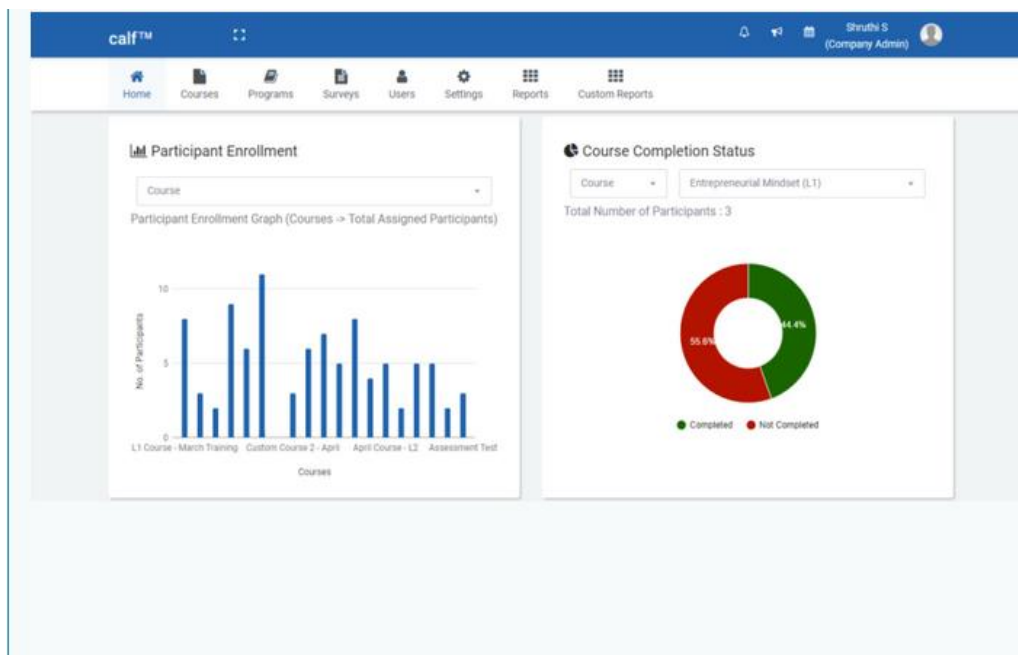 calf™
Shruthi S
(Company Admin)
Home Courses Programs Surveys Users Settings Reports Custom Reports
Participant Enrollment
Course
Participant Enrollment Graph (Courses -> Total Assigned Participants)
10
5
0
No. of Participants
L1 Course - March Training Custom Course 2 - April April Course - L2 Assessment Test
Courses
Course Completion Status
Course Entrepreneurial Mindset (L1)
Total Number of Participants : 3
44.4%
55.6%
Completed Not Completed